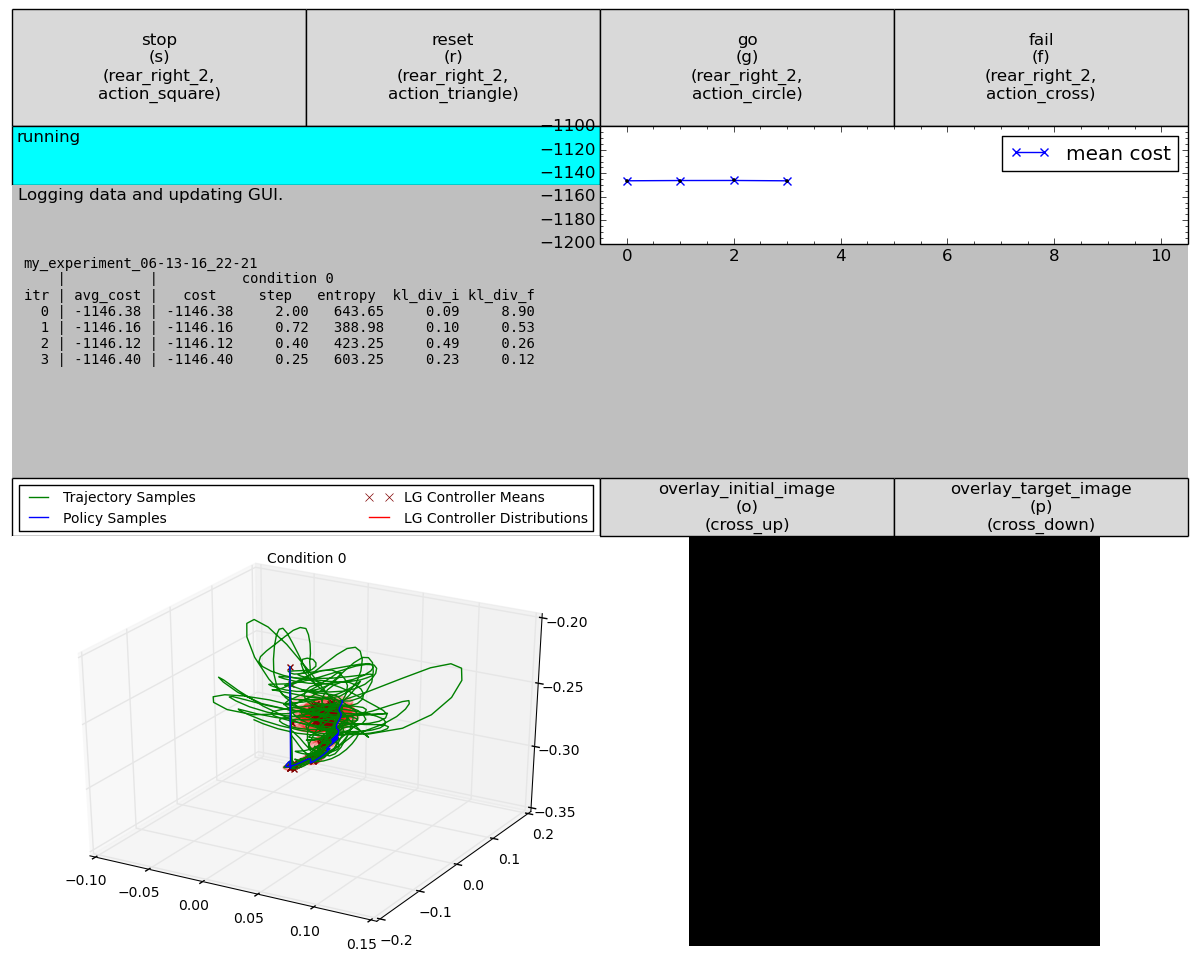 stop
(s)
(rear_right_2,
action_square)
reset
(r)
(rear_right_2,
action_triangle)
go
(g)
(rear_right_2,
action_circle)
fail
(f)
(rear_right_2,
action_cross)
running
Logging data and updating GUI.
−1100
−1120
−1140
−1160
−1180
−1200
mean cost
0 2 4 6 8 10
my_experiment_06-13-16_22-21
| | condition 0
itr | avg_cost | cost step entropy kl_div_i kl_div_f
0 | -1146.38 | -1146.38 2.00 643.65 0.09 8.90
1 | -1146.16 | -1146.16 0.72 388.98 0.10 0.53
2 | -1146.12 | -1146.12 0.40 423.25 0.49 0.26
3 | -1146.40 | -1146.40 0.25 603.25 0.23 0.12
Trajectory Samples
Policy Samples
LG Controller Means
LG Controller Distributions
overlay_initial_image
(o)
(cross_up)
overlay_target_image
(p)
(cross_down)
Condition 0
−0.20
−0.25
−0.30
−0.35
0.2
0.1
0.0
−0.1
−0.2
−0.10
−0.05
0.00
0.05
0.10
0.15